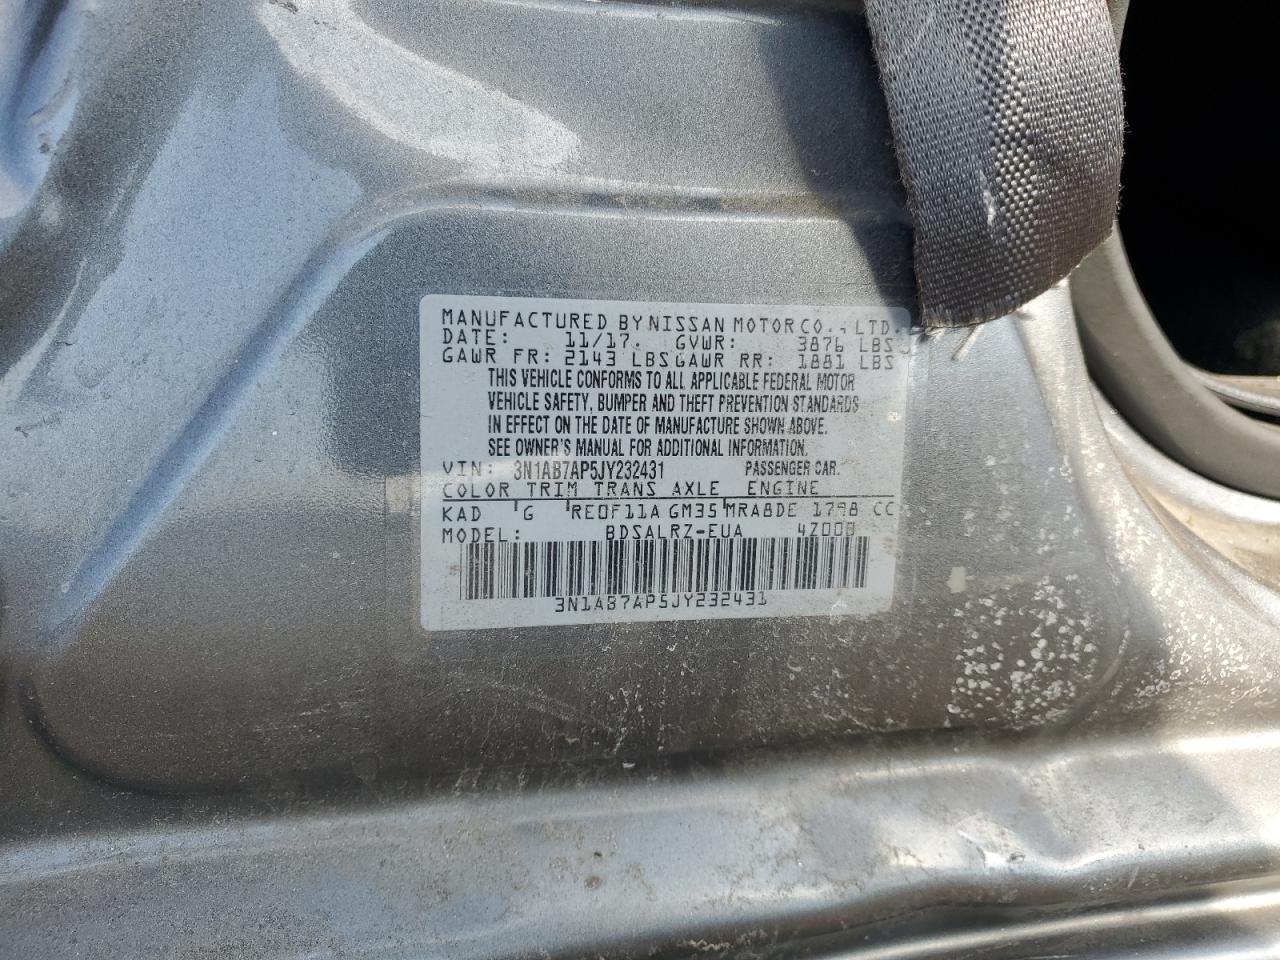 MANUFACTURED BY NISSAN MOTOR CO., LTD.
DATE: 11/17. GVWR: 3876 LBS
GAWR FR: 2143 LBS GAWR RR: 1881 LBS
THIS VEHICLE CONFORMS TO ALL APPLICABLE FEDERAL MOTOR
VEHICLE SAFETY, BUMPER AND THEFT PREVENTION STANDARDS
IN EFFECT ON THE DATE OF MANUFACTURE SHOWN ABOVE.
SEE OWNER'S MANUAL FOR ADDITIONAL INFORMATION.
VIN: 3N1AB7AP5JY232431 PASSENGER CAR.
COLOR TRIM TRANS AXLE ENGINE
KAD G RE0F11A GM35 MRA8DE 1798 CC
MODEL: BDSALRZ-EUA 42000
3N1AB7AP5JY232431